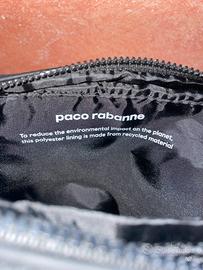 paco rabanne
To reduce the environmental impact on the planet,
this polyester lining is made from recycled material